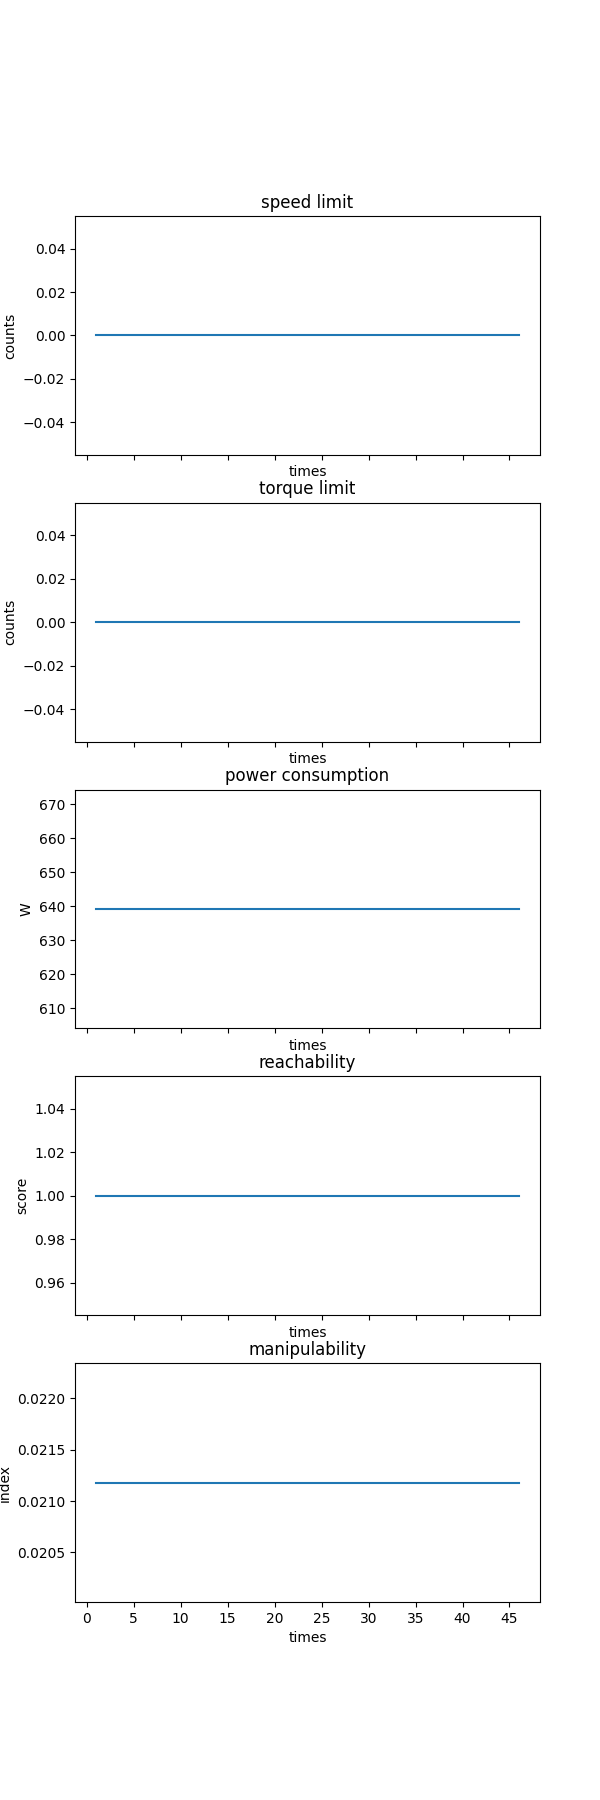 speed limit
0.04
0.02
0.00
−0.02
−0.04
counts
times
torque limit
0.04
0.02
0.00
−0.02
−0.04
counts
times
power consumption
670
660
650
640
630
620
610
W
times
reachability
1.04
1.02
1.00
0.98
0.96
score
times
manipulability
0.0220
0.0215
0.0210
0.0205
index
0 5 10 15 20 25 30 35 40 45
times